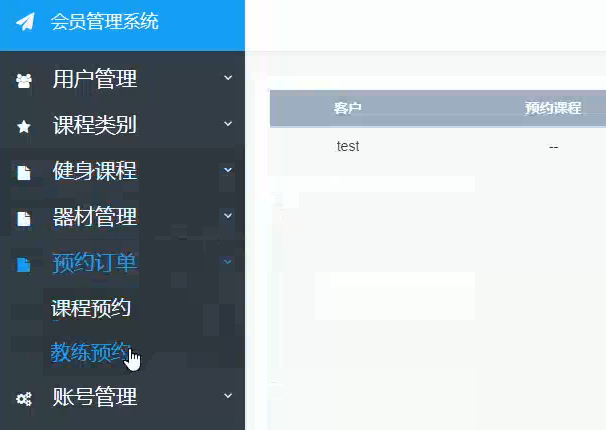 会员管理系统
用户管理
课程类别
健身课程
器材管理
预约订单
课程预约
教练预约
账号管理
客户 预约课程
test --